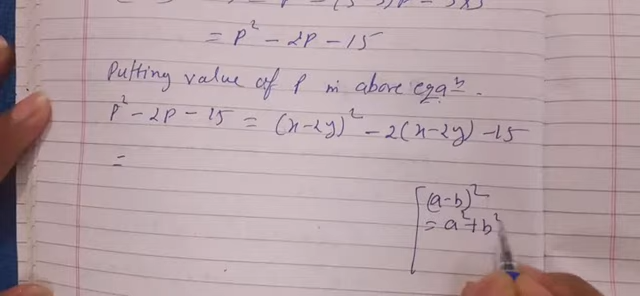 = p² - 2p - 15
Putting value of p in above eqaⁿ.
p² - 2p - 15 = (x-2y)² - 2(x-2y) - 15
=
(a-b)²
= a²+b²